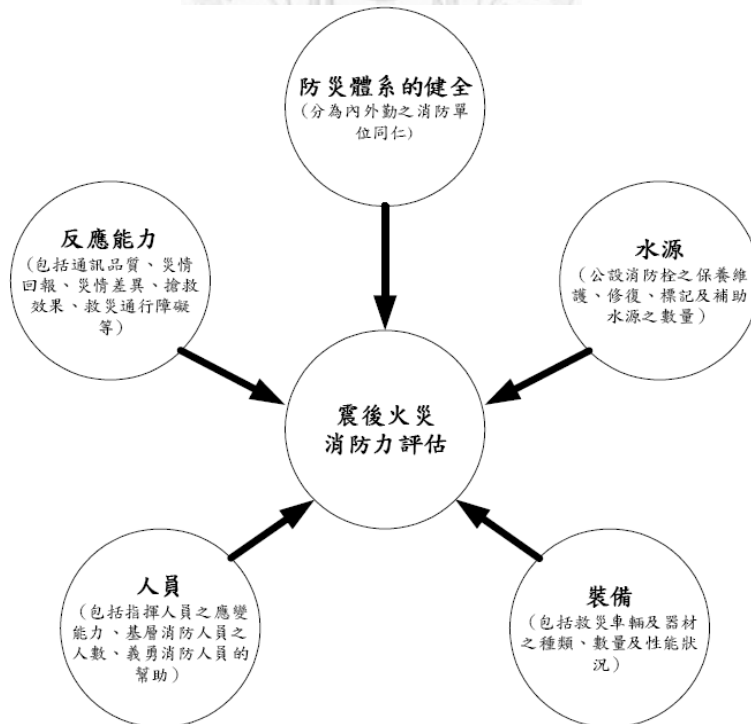 防災體系的健全
(分為內外勤之消防單
位同仁)
反應能力
(包括通訊品質、災情
回報、災情差異、搶救
效果、救災通行障礙
等)
水源
(公設消防栓之保養維
護、修復、標記及補助
水源之數量)
震後火災
消防力評估
人員
(包括指揮人員之應變
能力、基層消防人員之
人數、義勇消防人員的
幫助)
裝備
(包括救災車輛及器材
之種類、數量及性能狀
況)